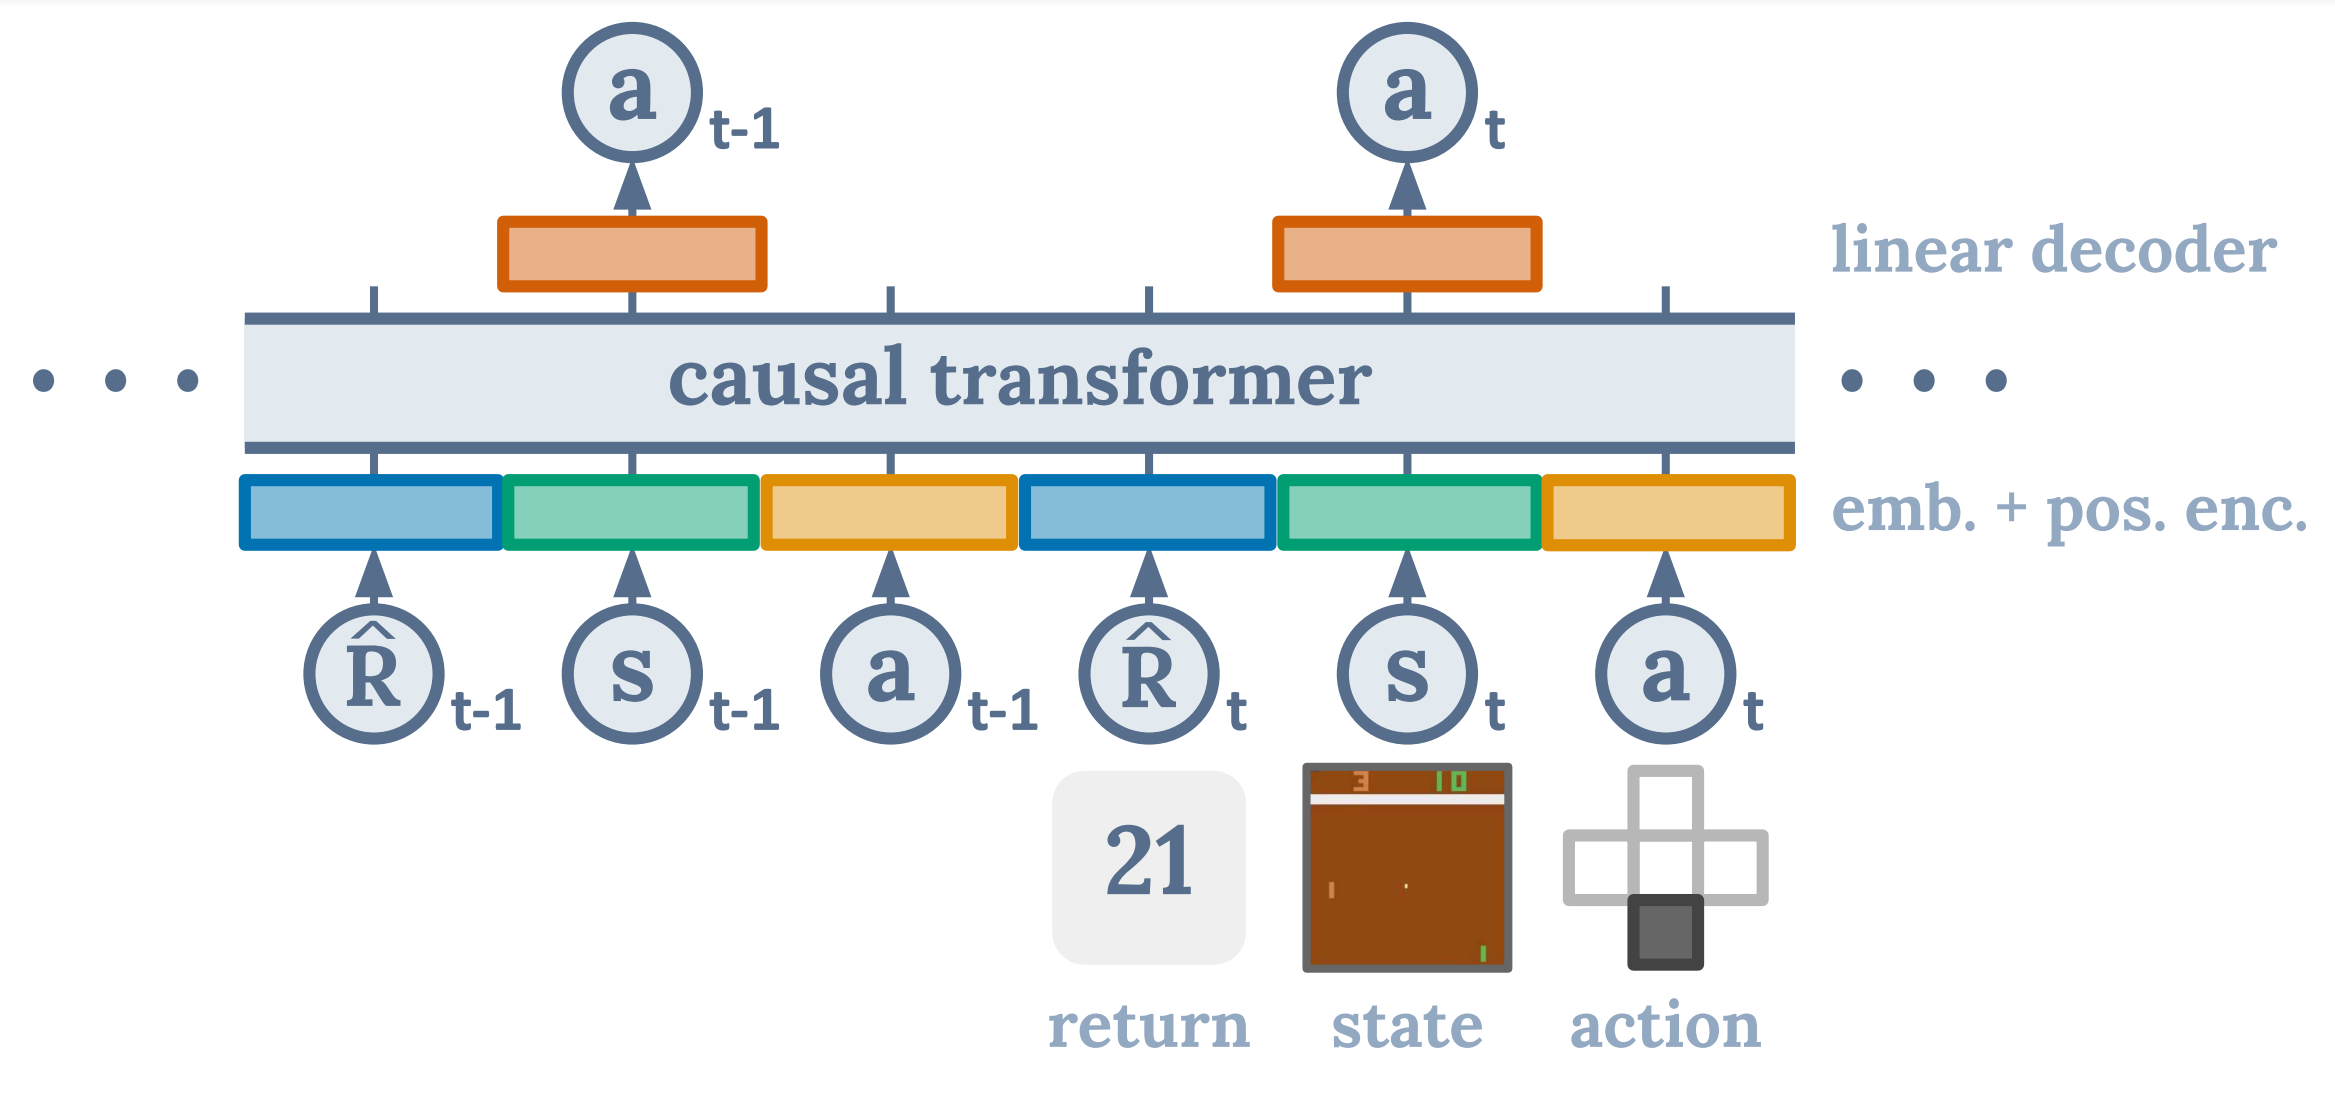 a t-1 a t
linear decoder
causal transformer
emb. + pos. enc.
R̂ t-1 s t-1 a t-1 R̂ t s t a t
3 10
21
return state action